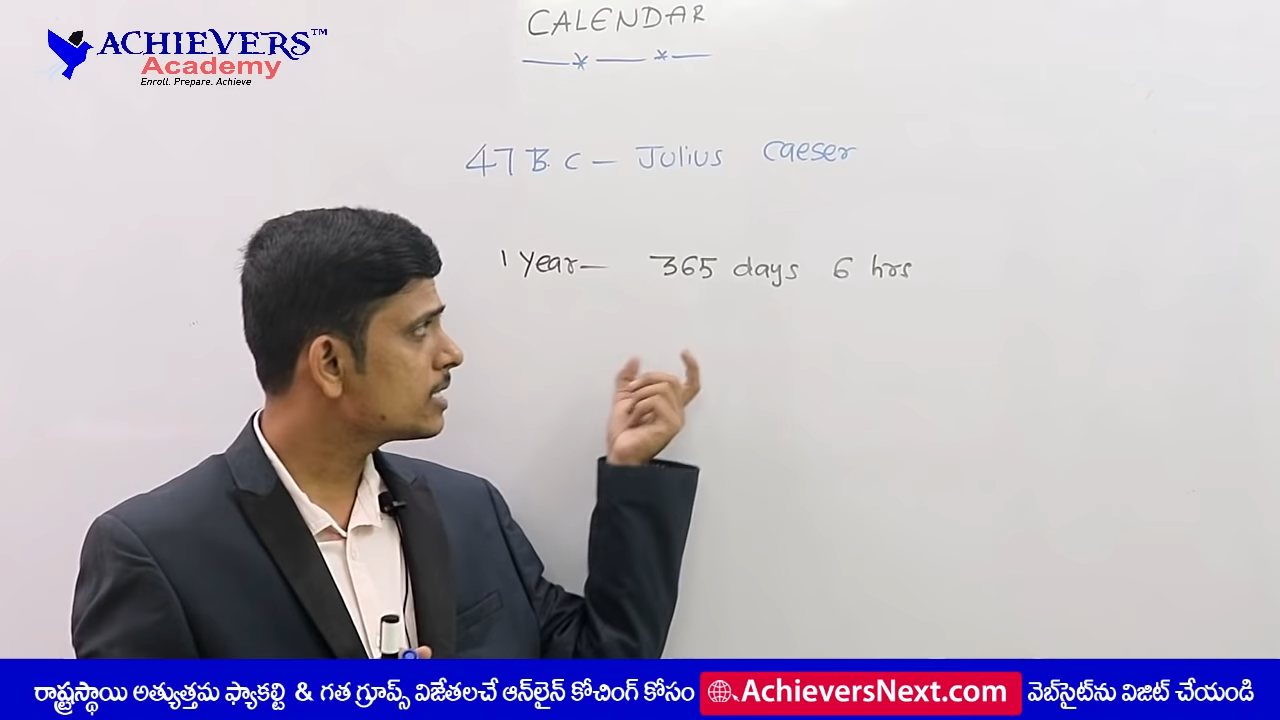 ACHIEVERS™
Academy
Enroll. Prepare. Achieve
CALENDAR
47 B.C – Julius Caeser
1 Year – 365 days 6 hrs
రాష్ట్రస్థాయి అత్యుత్తమ ఫ్యాకల్టి & గత గ్రూప్స్ విజేతలచే ఆన్‌లైన్ కోచింగ్ కోసం AchieversNext.com వెబ్‌సైట్‌ను విజిట్ చేయండి